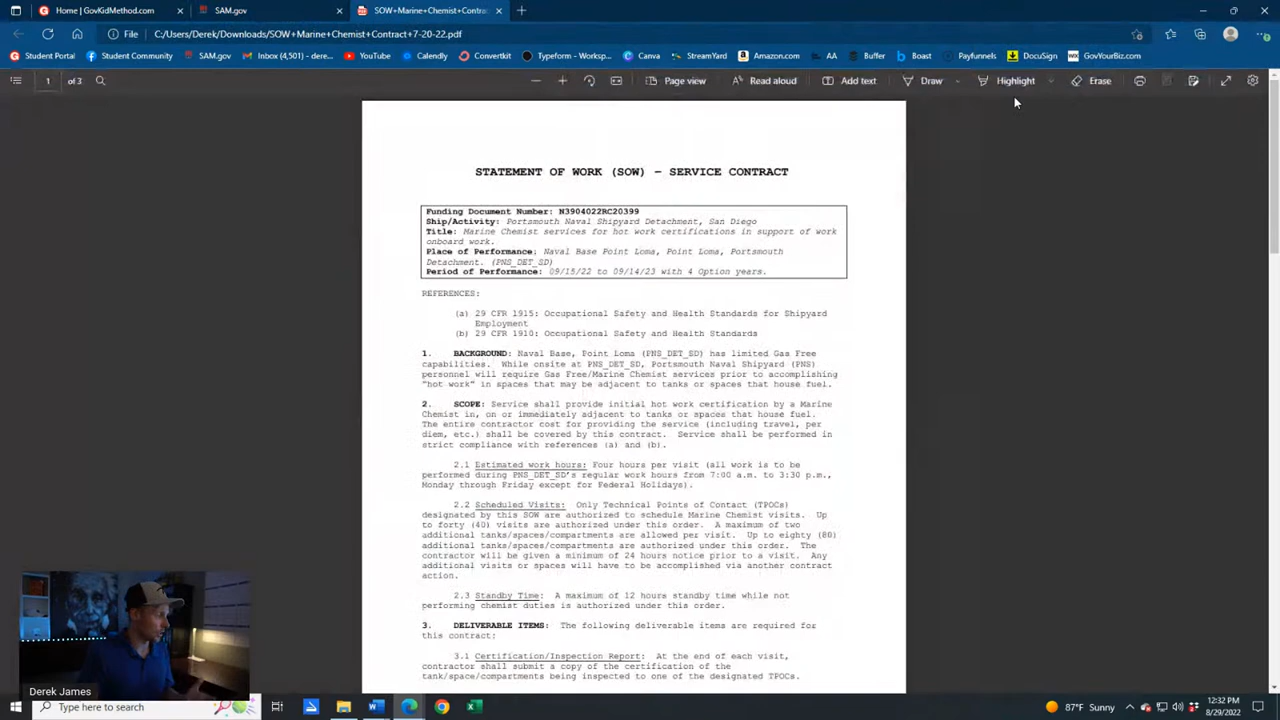 Home | GovKidMethod.com
SAM.gov
SOW+Marine+Chemist+Contra
File
C:/Users/Derek/Downloads/SOW+Marine+Chemist+Contract+7-20-22.pdf
Student Portal
Facebook
SAM.gov
Inbox (4,501) - dere...
YouTube
Calendly
Convertkit
Typeform - Worksp...
Canva
StreamYard
Amazon.com
AA
Buffer
Boast
Payfunnels
DocuSign
GovYourBiz.com
1 of 3
Page view
Read aloud
Add text
Draw
Highlight
Erase
STATEMENT OF WORK (SOW) – SERVICE CONTRACT
Funding Document Number: N3904022RC20399
Ship/Activity: Portsmouth Naval Shipyard Detachment, San Diego
Title: Marine Chemist services for hot work certifications in support of work
onboard work.
Place of Performance: Naval Base Point Loma, Point Loma, Portsmouth
Detachment. (PNS_DET_SD)
Period of Performance: 09/15/22 to 09/14/23 with 4 Option years.
REFERENCES:
(a) 29 CFR 1915: Occupational Safety and Health Standards for Shipyard
Employment
(b) 29 CFR 1910: Occupational Safety and Health Standards
1. BACKGROUND: Naval Base, Point Loma (PNS_DET_SD) has limited Gas Free
capabilities. While onsite at PNS_DET_SD, Portsmouth Naval Shipyard (PNS)
personnel will require Gas Free/Marine Chemist services prior to accomplishing
"hot work" in spaces that may be adjacent to tanks or spaces that house fuel.
2. SCOPE: Service shall provide initial hot work certification by a Marine
Chemist in, on or immediately adjacent to tanks or spaces that house fuel.
The entire contractor cost for providing the service (including travel, per
diem, etc.) shall be covered by this contract. Service shall be performed in
strict compliance with references (a) and (b).
2.1 Estimated work hours: Four hours per visit (all work is to be
performed during PNS_DET_SD's regular work hours from 7:00 a.m. to 3:30 p.m.,
Monday through Friday except for Federal Holidays).
2.2 Scheduled Visits: Only Technical Points of Contact (TPOCs)
designated by this SOW are authorized to schedule Marine Chemist visits. Up
to forty (40) visits are authorized under this order. A maximum of two
additional tanks/spaces/compartments are allowed per visit. Up to eighty (80)
additional tanks/spaces/compartments are authorized under this order. The
contractor will be given a minimum of 24 hours notice prior to a visit. Any
additional visits or spaces will have to be accomplished via another contract
action.
2.3 Standby Time: A maximum of 12 hours standby time while not
performing chemist duties is authorized under this order.
3. DELIVERABLE ITEMS: The following deliverable items are required for
this contract:
3.1 Certification/Inspection Report: At the end of each visit,
contractor shall submit a copy of the certification of the
tank/space/compartments being inspected to one of the designated TPOCs.
Derek James
Type here to search
87°F Sunny
12:32 PM
8/29/2022